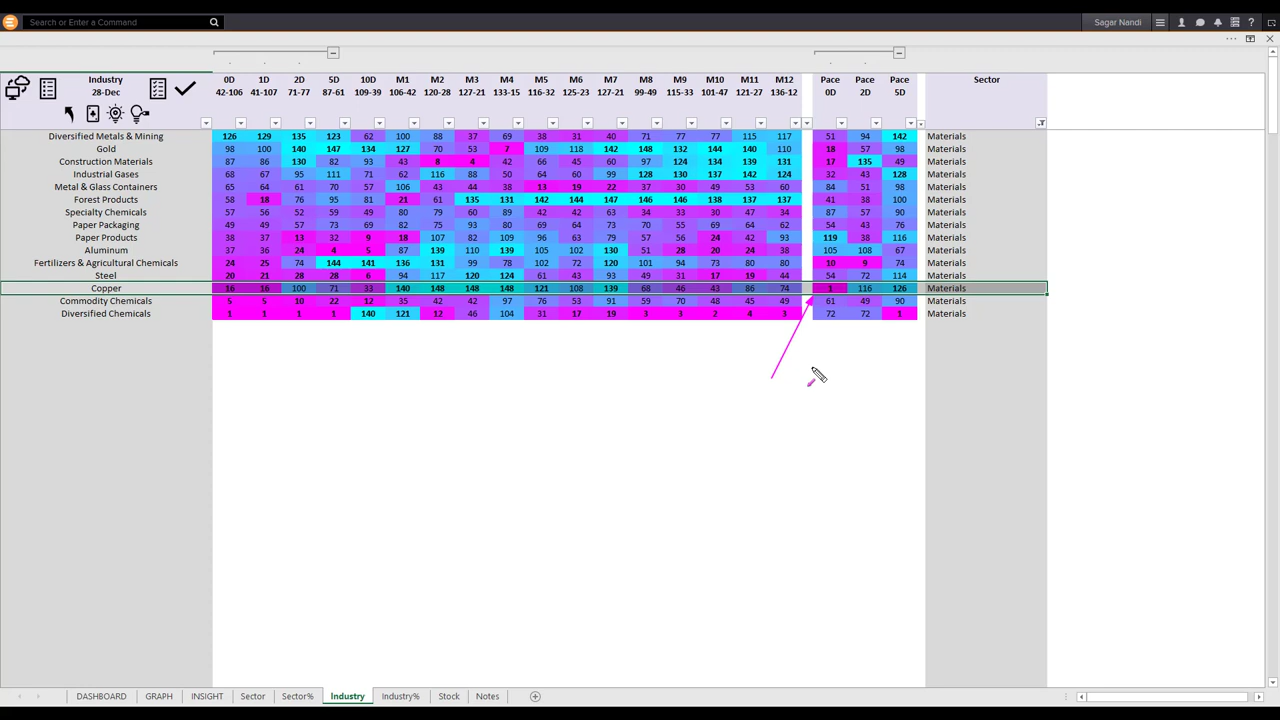 Search or Enter a Command
Sagar Nandi
Industry 0D 1D 2D 5D 10D M1 M2 M3 M4 M5 M6 M7 M8 M9 M10 M11 M12 Pace Pace Pace Sector
28-Dec 42-106 41-107 71-77 87-61 109-39 106-42 120-28 127-21 133-15 116-32 125-23 127-21 99-49 115-33 101-47 121-27 136-12 0D 2D 5D
Diversified Metals & Mining 126 129 135 123 62 100 88 37 69 38 31 40 71 77 77 115 117 51 94 142 Materials
Gold 98 100 140 147 134 127 70 53 7 109 118 142 148 132 144 140 110 18 57 98 Materials
Construction Materials 87 86 130 82 93 43 8 4 42 66 45 60 97 124 134 139 131 17 135 49 Materials
Industrial Gases 68 67 95 111 71 62 116 88 50 64 60 99 128 130 137 142 124 32 43 128 Materials
Metal & Glass Containers 65 64 61 70 57 106 43 44 38 13 19 22 37 30 49 53 60 84 51 98 Materials
Forest Products 58 18 76 95 81 21 61 135 131 142 144 147 146 146 138 137 137 41 38 100 Materials
Specialty Chemicals 57 56 52 59 49 80 79 60 89 42 42 63 34 33 30 47 34 87 57 90 Materials
Paper Packaging 49 49 57 73 69 82 75 93 80 69 64 73 70 55 69 64 62 76 57 76 Materials
Paper Products 38 37 13 32 9 18 107 82 109 96 63 79 57 56 24 42 93 119 38 116 Materials
Aluminum 37 36 24 4 5 87 139 110 139 105 102 130 51 28 20 24 38 105 108 67 Materials
Fertilizers & Agricultural Chemicals 24 25 74 144 141 136 131 99 78 102 72 120 101 94 73 80 80 10 9 74 Materials
Steel 20 21 28 28 6 94 117 120 124 61 43 93 49 31 17 19 44 54 72 114 Materials
Copper 16 16 100 71 33 140 148 148 148 121 108 139 68 46 43 86 74 1 116 126 Materials
Commodity Chemicals 5 5 10 22 12 35 42 42 97 76 53 91 59 70 48 45 49 61 49 90 Materials
Diversified Chemicals 1 1 1 1 140 121 12 46 104 31 17 19 3 3 2 4 3 72 72 1 Materials
DASHBOARD GRAPH INSIGHT Sector Sector% Industry Industry% Stock Notes